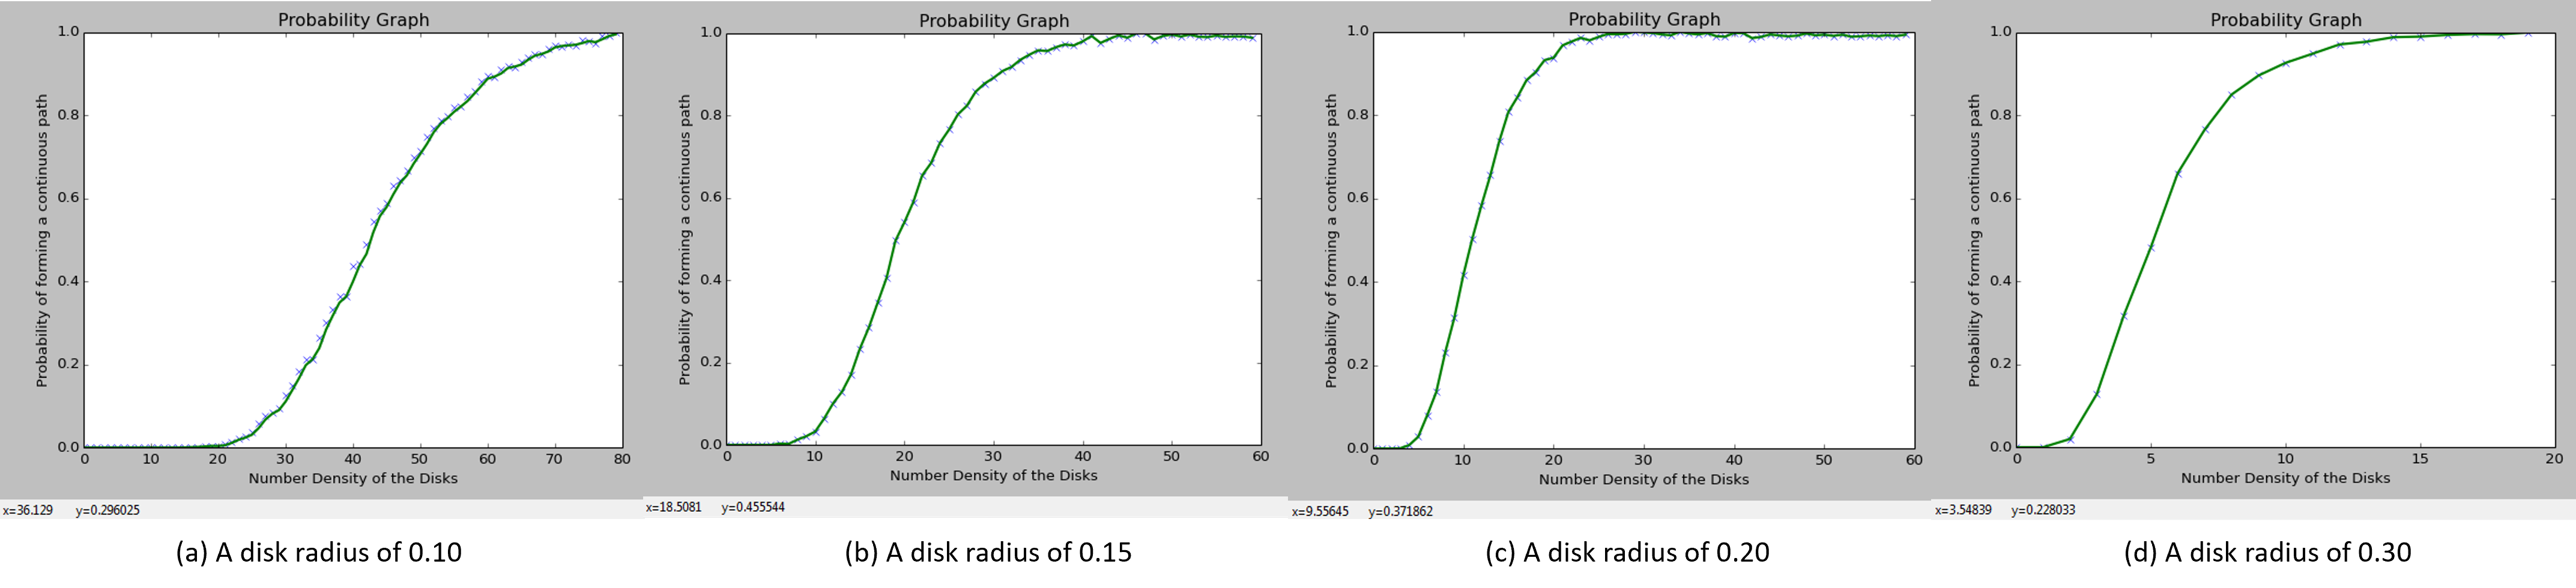 Probability Graph
Probability of forming a continuous path
1.0
0.8
0.6
0.4
0.2
0.0
0 10 20 30 40 50 60 70 80
Number Density of the Disks
x=36.129 y=0.296025
(a) A disk radius of 0.10
Probability Graph
Probability of forming a continuous path
1.0
0.8
0.6
0.4
0.2
0.0
0 10 20 30 40 50 60
Number Density of the Disks
x=18.5081 y=0.455544
(b) A disk radius of 0.15
Probability Graph
Probability of forming a continuous path
1.0
0.8
0.6
0.4
0.2
0.0
0 10 20 30 40 50 60
Number Density of the Disks
x=9.55645 y=0.371862
(c) A disk radius of 0.20
Probability Graph
Probability of forming a continuous path
1.0
0.8
0.6
0.4
0.2
0.0
0 5 10 15 20
Number Density of the Disks
x=3.54839 y=0.228033
(d) A disk radius of 0.30